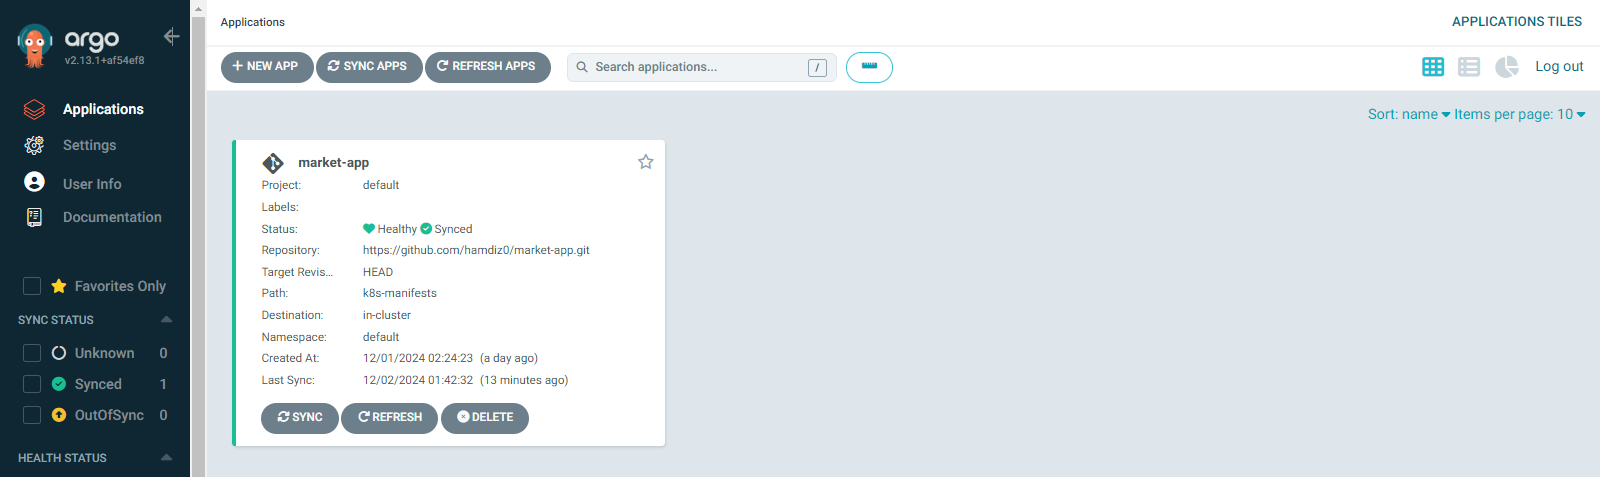 argo
v2.13.1+af54ef8
Applications
Settings
User Info
Documentation
Favorites Only
SYNC STATUS
Unknown 0
Synced 1
OutOfSync 0
HEALTH STATUS
Applications
APPLICATIONS TILES
NEW APP SYNC APPS REFRESH APPS Search applications... / Log out
Sort: name Items per page: 10
market-app
Project: default
Labels:
Status: Healthy Synced
Repository: https://github.com/hamdiz0/market-app.git
Target Revis... HEAD
Path: k8s-manifests
Destination: in-cluster
Namespace: default
Created At: 12/01/2024 02:24:23 (a day ago)
Last Sync: 12/02/2024 01:42:32 (13 minutes ago)
SYNC REFRESH DELETE